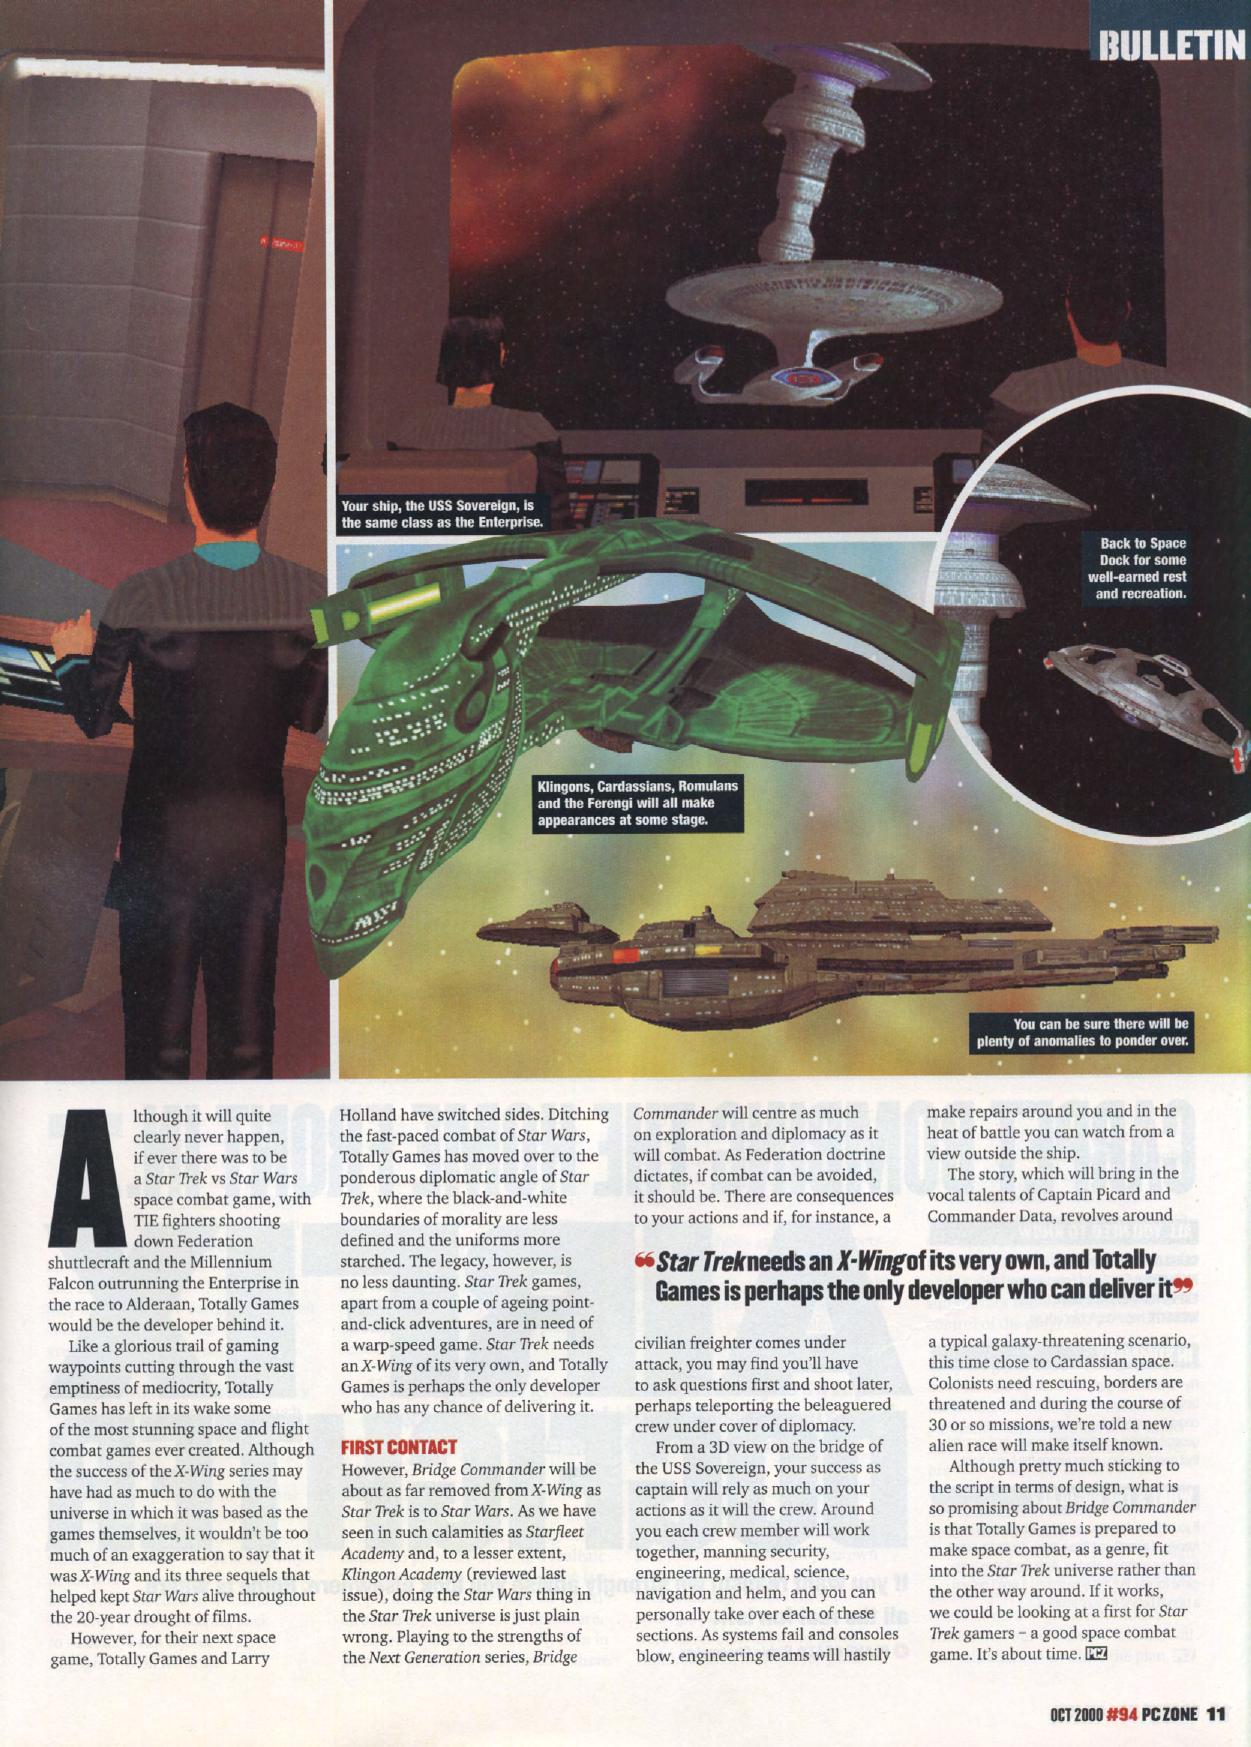 BULLETIN
Your ship, the USS Sovereign, is
the same class as the Enterprise.
Back to Space
Dock for some
well-earned rest
and recreation.
Klingons, Cardassians, Romulans
and the Ferengi will all make
appearances at some stage.
You can be sure there will be
plenty of anomalies to ponder over.
Although it will quite
clearly never happen,
if ever there was to be
a Star Trek vs Star Wars
space combat game, with
TIE fighters shooting
down Federation
shuttlecraft and the Millennium
Falcon outrunning the Enterprise in
the race to Alderaan, Totally Games
would be the developer behind it.
Like a glorious trail of gaming
waypoints cutting through the vast
emptiness of mediocrity, Totally
Games has left in its wake some
of the most stunning space and flight
combat games ever created. Although
the success of the X-Wing series may
have had as much to do with the
universe in which it was based as the
games themselves, it wouldn't be too
much of an exaggeration to say that it
was X-Wing and its three sequels that
helped kept Star Wars alive throughout
the 20-year drought of films.
However, for their next space
game, Totally Games and Larry
Holland have switched sides. Ditching
the fast-paced combat of Star Wars,
Totally Games has moved over to the
ponderous diplomatic angle of Star
Trek, where the black-and-white
boundaries of morality are less
defined and the uniforms more
starched. The legacy, however, is
no less daunting. Star Trek games,
apart from a couple of ageing point-
and-click adventures, are in need of
a warp-speed game. Star Trek needs
an X-Wing of its very own, and Totally
Games is perhaps the only developer
who has any chance of delivering it.
FIRST CONTACT
However, Bridge Commander will be
about as far removed from X-Wing as
Star Trek is to Star Wars. As we have
seen in such calamities as Starfleet
Academy and, to a lesser extent,
Klingon Academy (reviewed last
issue), doing the Star Wars thing in
the Star Trek universe is just plain
wrong. Playing to the strengths of
the Next Generation series, Bridge
Commander will centre as much
on exploration and diplomacy as it
will combat. As Federation doctrine
dictates, if combat can be avoided,
it should be. There are consequences
to your actions and if, for instance, a
civilian freighter comes under
attack, you may find you'll have
to ask questions first and shoot later,
perhaps teleporting the beleaguered
crew under cover of diplomacy.
From a 3D view on the bridge of
the USS Sovereign, your success as
captain will rely as much on your
actions as it will the crew. Around
you each crew member will work
together, manning security,
engineering, medical, science,
navigation and helm, and you can
personally take over each of these
sections. As systems fail and consoles
blow, engineering teams will hastily
make repairs around you and in the
heat of battle you can watch from a
view outside the ship.
The story, which will bring in the
vocal talents of Captain Picard and
Commander Data, revolves around
“Star Trek needs an X-Wing of its very own, and Totally
Games is perhaps the only developer who can deliver it”
a typical galaxy-threatening scenario,
this time close to Cardassian space.
Colonists need rescuing, borders are
threatened and during the course of
30 or so missions, we're told a new
alien race will make itself known.
Although pretty much sticking to
the script in terms of design, what is
so promising about Bridge Commander
is that Totally Games is prepared to
make space combat, as a genre, fit
into the Star Trek universe rather than
the other way around. If it works,
we could be looking at a first for Star
Trek gamers – a good space combat
game. It's about time. PCZ
OCT 2000 #94 PC ZONE 11